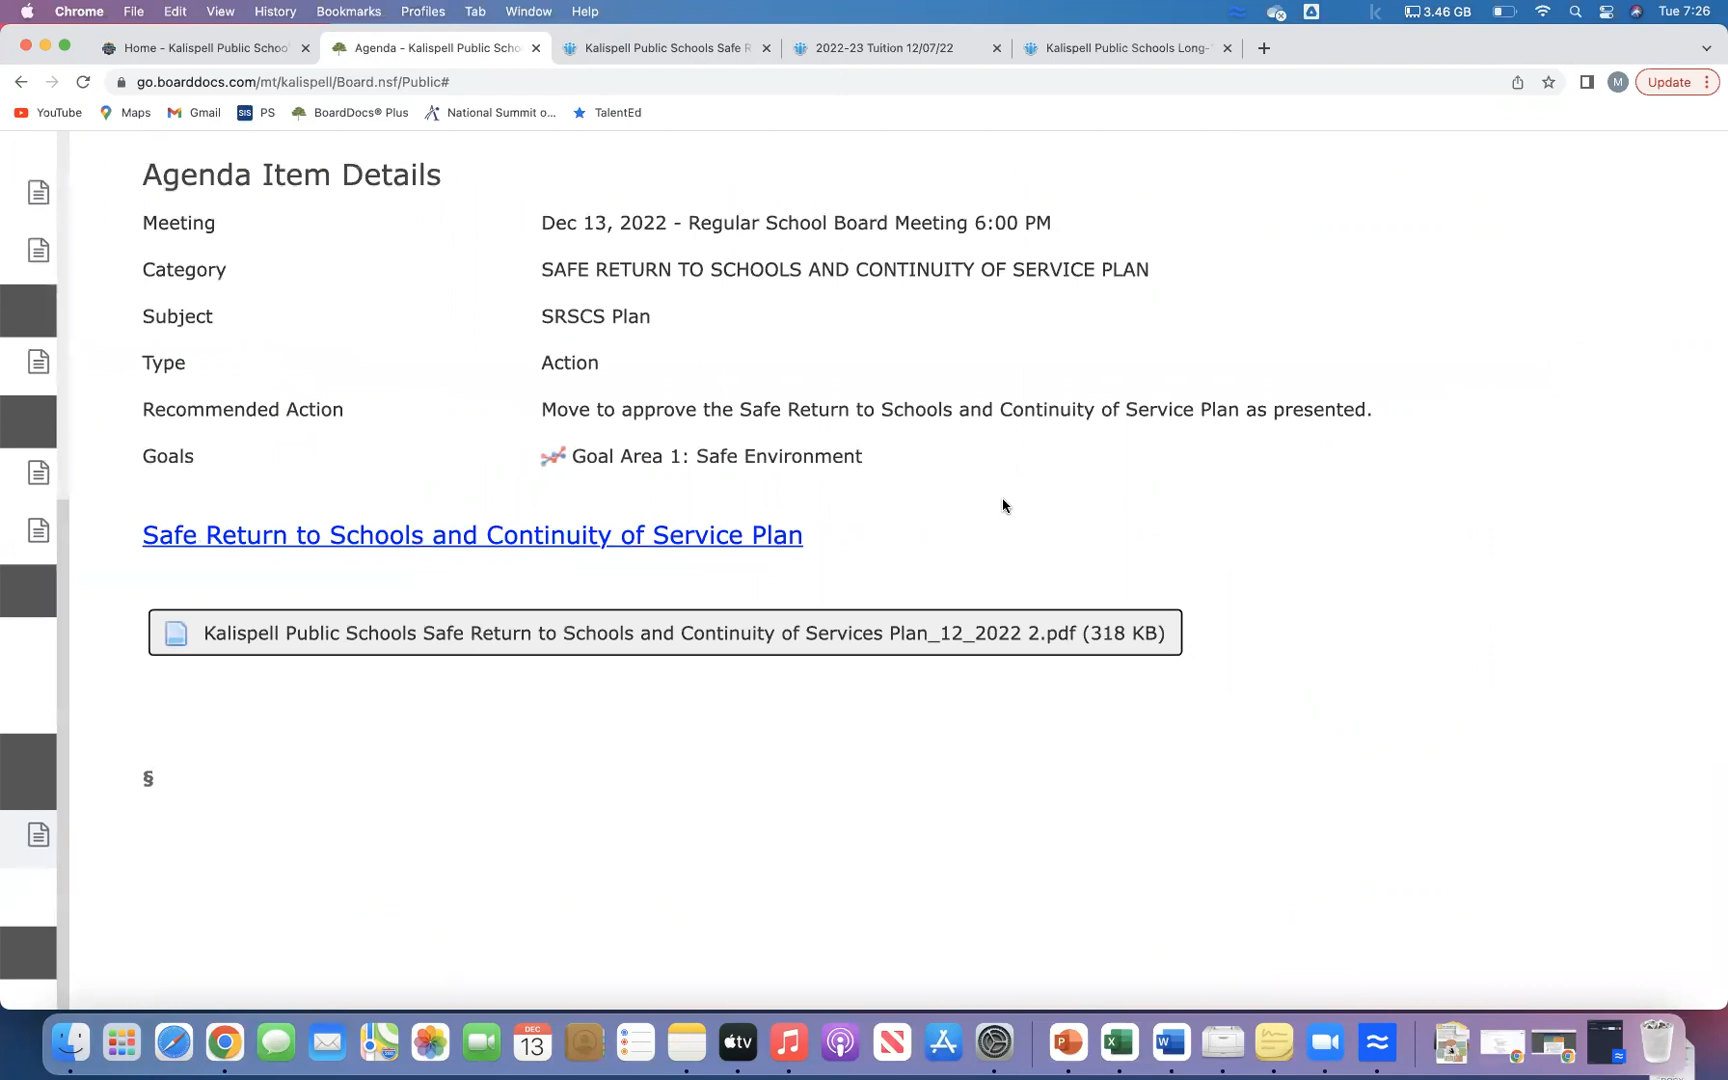 Chrome File Edit View History Bookmarks Profiles Tab Window Help 3.46 GB Tue 7:26
Home - Kalispell Public Schoo Agenda - Kalispell Public Scho Kalispell Public Schools Safe R 2022-23 Tuition 12/07/22 Kalispell Public Schools Long-
go.boarddocs.com/mt/kalispell/Board.nsf/Public# M Update
YouTube Maps Gmail SIS PS BoardDocs® Plus National Summit o... TalentEd
Agenda Item Details
Meeting Dec 13, 2022 - Regular School Board Meeting 6:00 PM
Category SAFE RETURN TO SCHOOLS AND CONTINUITY OF SERVICE PLAN
Subject SRSCS Plan
Type Action
Recommended Action Move to approve the Safe Return to Schools and Continuity of Service Plan as presented.
Goals Goal Area 1: Safe Environment
Safe Return to Schools and Continuity of Service Plan
Kalispell Public Schools Safe Return to Schools and Continuity of Services Plan_12_2022 2.pdf (318 KB)
§
DEC
13
tv
P X W